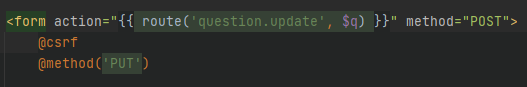 <form action="{{ route('question.update', $q) }}" method="POST">
@csrf
@method('PUT')